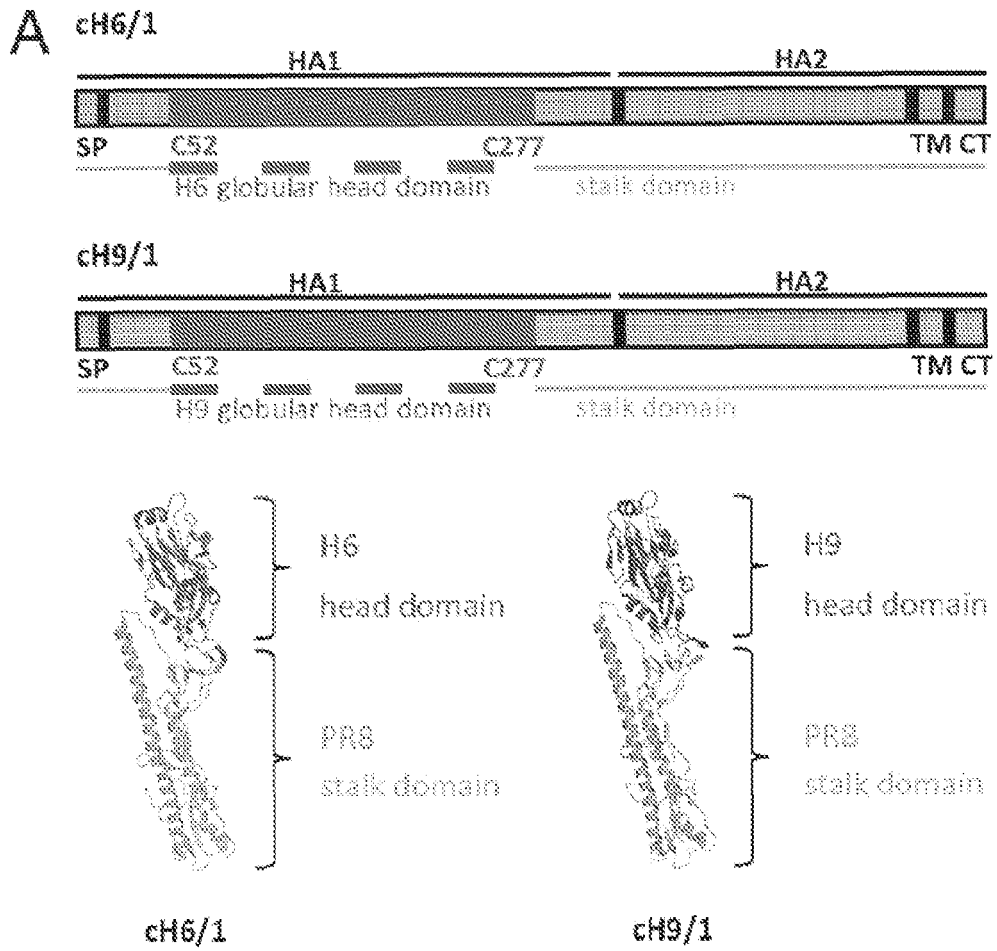 A
cH6/1
HA1 HA2
SP C52 C277 TM CT
H6 globular head domain stalk domain
cH9/1
HA1 HA2
SP C52 C277 TM CT
H9 globular head domain stalk domain
H6 H9
head domain head domain
PR8 PR8
stalk domain stalk domain
cH6/1 cH9/1